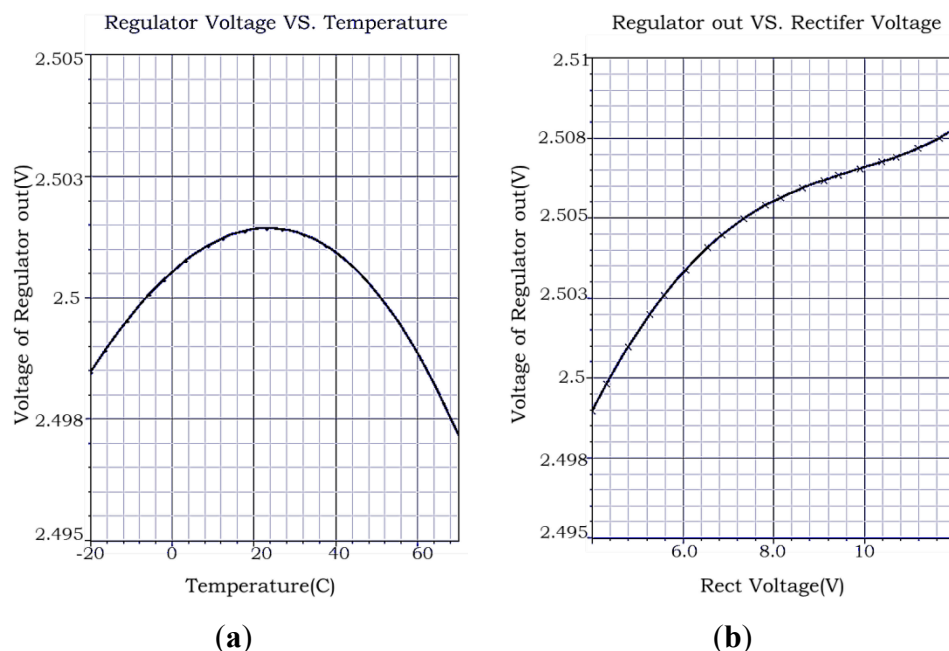 Regulator Voltage VS. Temperature
2.505
2.503
2.5
2.498
2.495
-20
0
20
40
60
Voltage of Regulator out(V)
Temperature(C)
(a)
Regulator out VS. Rectifer Voltage
2.51
2.508
2.505
2.503
2.5
2.498
2.495
6.0
8.0
10
Voltage of Regulator out(V)
Rect Voltage(V)
(b)